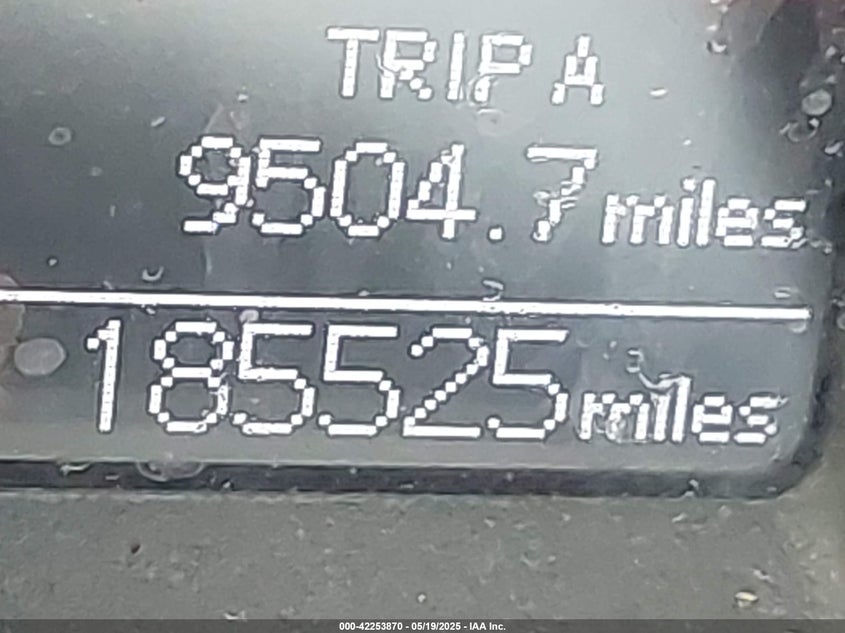 TRIP A
9504.7 miles
185525 miles
000-42253870 - 05/19/2025 - IAA Inc.